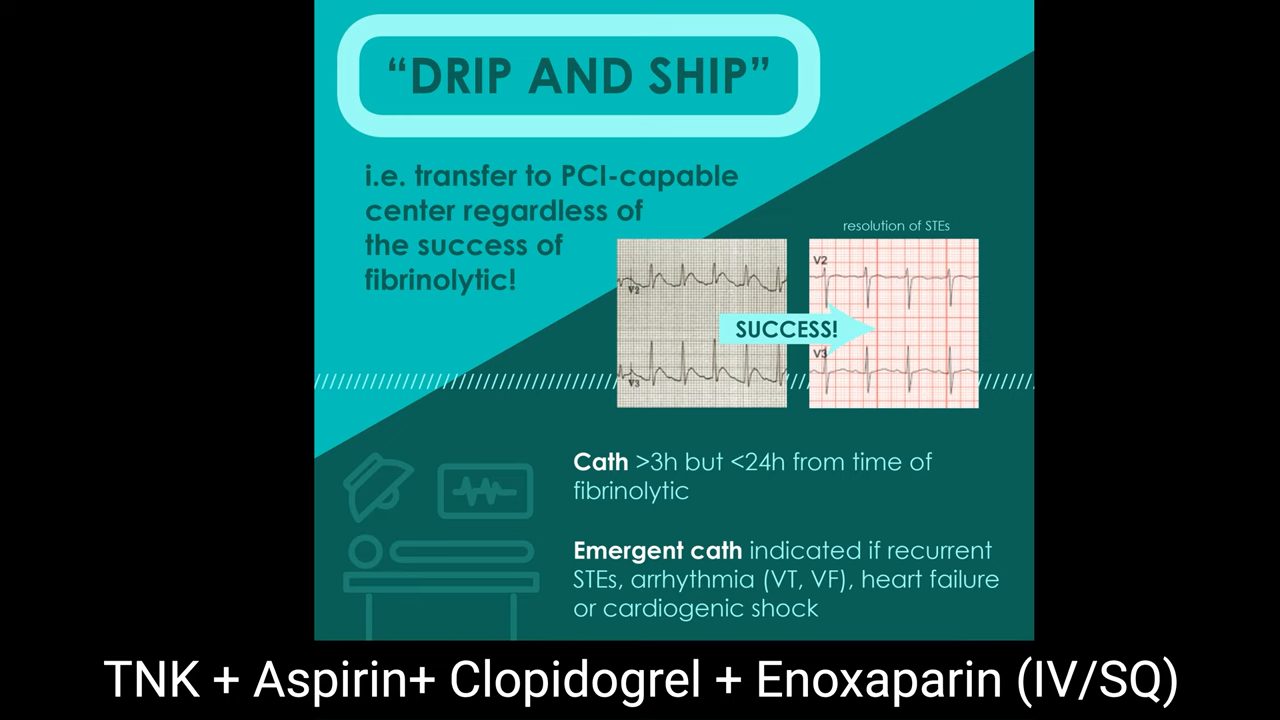 “DRIP AND SHIP”
i.e. transfer to PCI-capable
center regardless of
the success of
fibrinolytic!
resolution of STEs
V2
V2
SUCCESS!
V3
V3
Cath >3h but <24h from time of
fibrinolytic
Emergent cath indicated if recurrent
STEs, arrhythmia (VT, VF), heart failure
or cardiogenic shock
TNK + Aspirin+ Clopidogrel + Enoxaparin (IV/SQ)